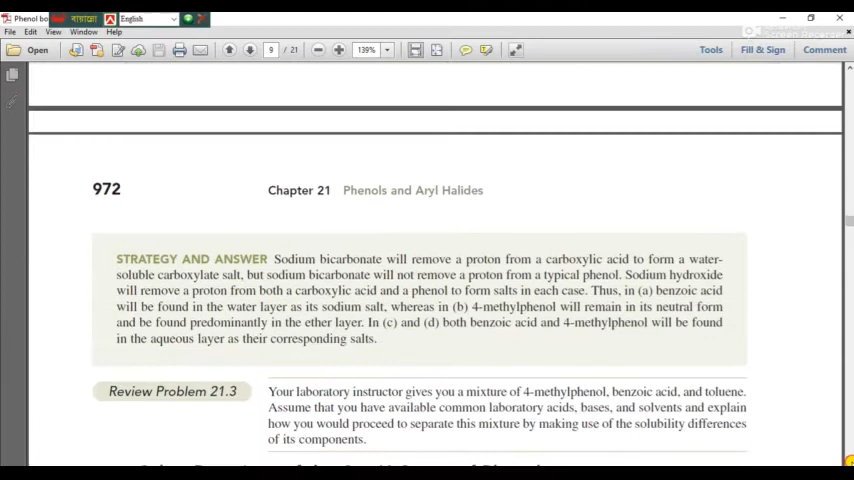 Phenol bo
English
File Edit View Window Help
Open
9 / 21
139%
Tools Fill & Sign Comment
972
Chapter 21 Phenols and Aryl Halides
STRATEGY AND ANSWER Sodium bicarbonate will remove a proton from a carboxylic acid to form a water-
soluble carboxylate salt, but sodium bicarbonate will not remove a proton from a typical phenol. Sodium hydroxide
will remove a proton from both a carboxylic acid and a phenol to form salts in each case. Thus, in (a) benzoic acid
will be found in the water layer as its sodium salt, whereas in (b) 4-methylphenol will remain in its neutral form
and be found predominantly in the ether layer. In (c) and (d) both benzoic acid and 4-methylphenol will be found
in the aqueous layer as their corresponding salts.
Review Problem 21.3
Your laboratory instructor gives you a mixture of 4-methylphenol, benzoic acid, and toluene.
Assume that you have available common laboratory acids, bases, and solvents and explain
how you would proceed to separate this mixture by making use of the solubility differences
of its components.